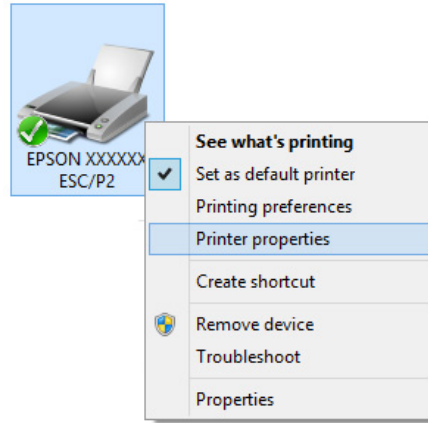 EPSON XXXXXX
ESC/P2
See what's printing
Set as default printer
Printing preferences
Printer properties
Create shortcut
Remove device
Troubleshoot
Properties